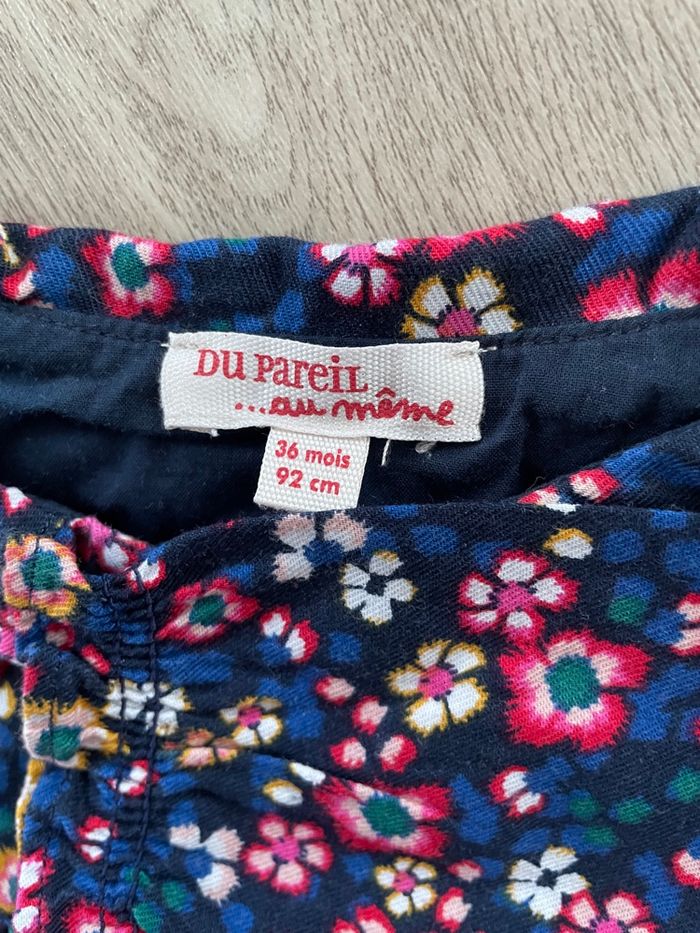 DU PAREIL
...au même
36 mois
92 cm